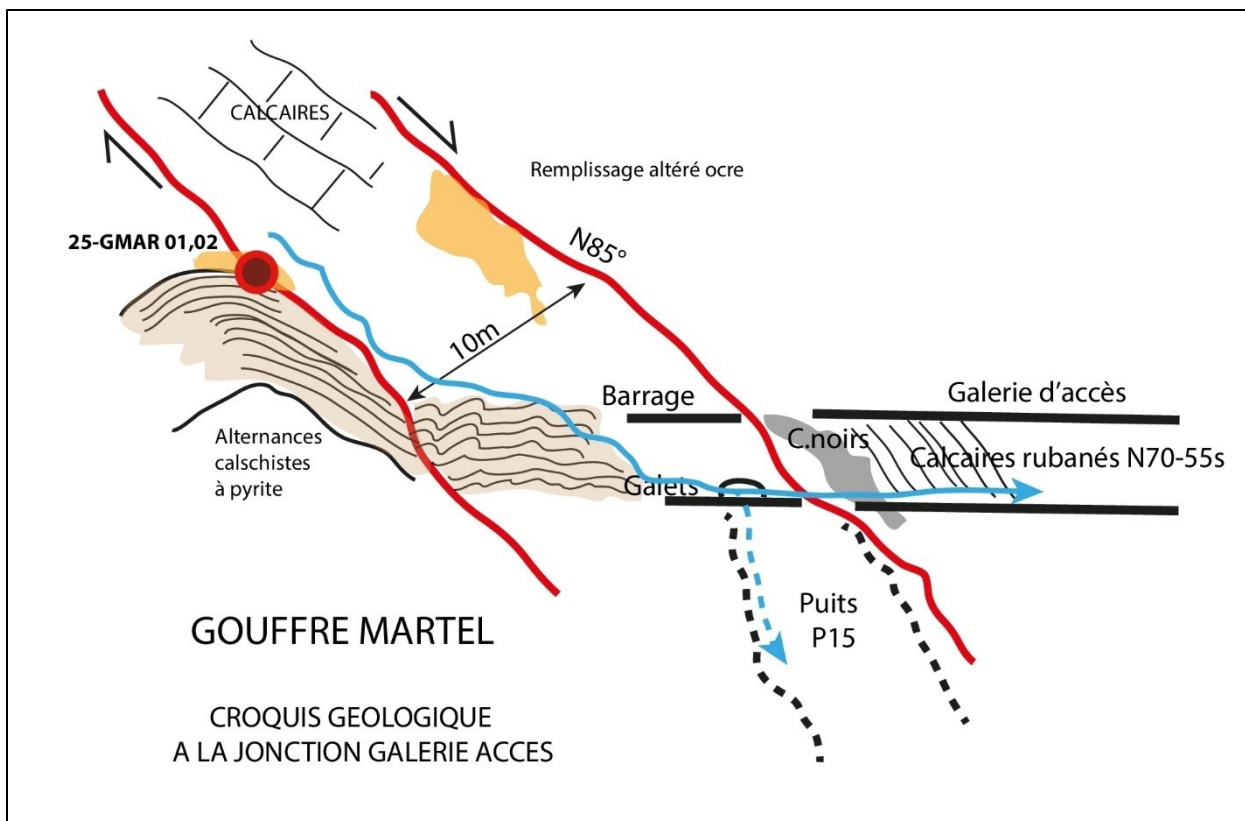 CALCAIRES
Remplissage altéré ocre
25-GMAR 01,02
N85°
10m
Barrage
Galerie d'accès
C.noirs
Alternances
calschistes
à pyrite
Calcaires rubanés N70-55s
Galets
Puits
P15
GOUFFRE MARTEL
CROQUIS GEOLOGIQUE
A LA JONCTION GALERIE ACCES